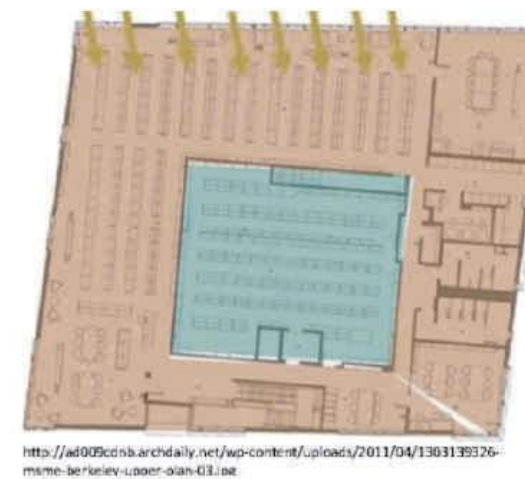 http://ad009cdnb.archdaily.net/wp-content/uploads/2011/04/1303139326-
msme-berkeley-upper-plan-03.jpg